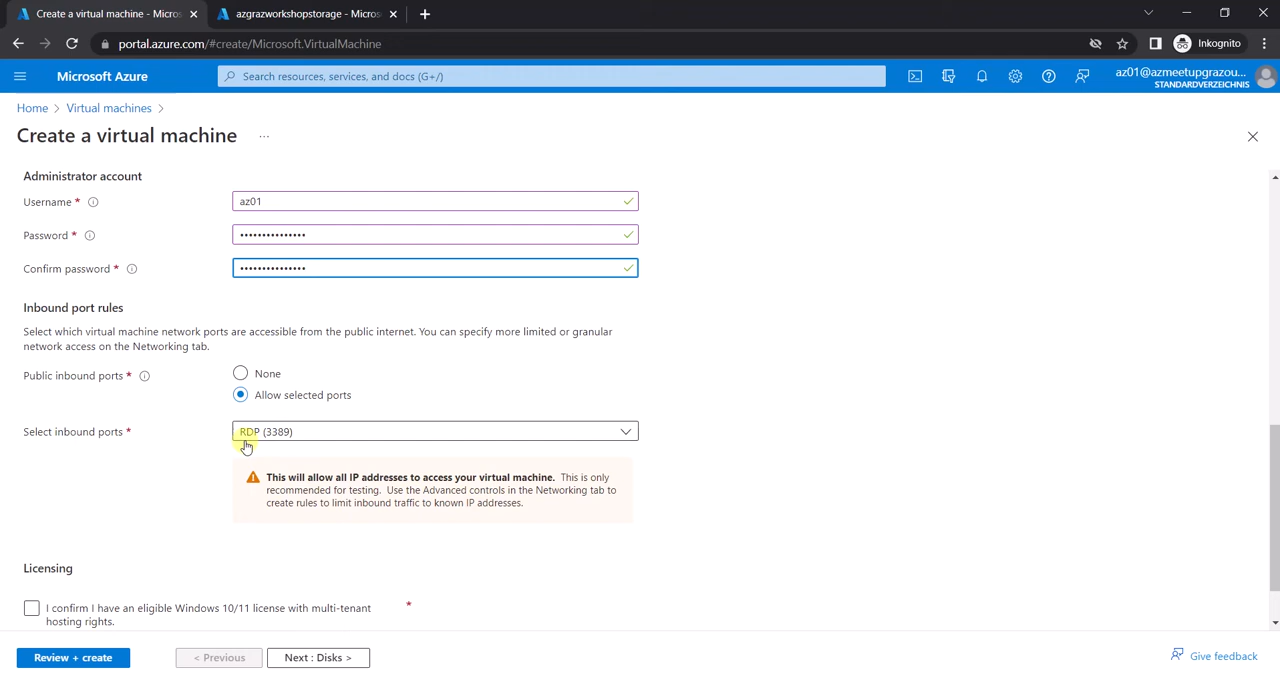 Create a virtual machine - Micros
azgrazworkshopstorage - Micros
portal.azure.com/#create/Microsoft.VirtualMachine
Inkognito
Microsoft Azure
Search resources, services, and docs (G+/)
az01@azmeetupgrazou...
STANDARDVERZEICHNIS
Home > Virtual machines >
Create a virtual machine ...
Administrator account
Username *
az01
Password *
•••••••••••••••
Confirm password *
•••••••••••••••
Inbound port rules
Select which virtual machine network ports are accessible from the public internet. You can specify more limited or granular
network access on the Networking tab.
Public inbound ports *
None
Allow selected ports
Select inbound ports *
RDP (3389)
This will allow all IP addresses to access your virtual machine. This is only
recommended for testing. Use the Advanced controls in the Networking tab to
create rules to limit inbound traffic to known IP addresses.
Licensing
I confirm I have an eligible Windows 10/11 license with multi-tenant *
hosting rights.
Review + create
< Previous
Next : Disks >
Give feedback